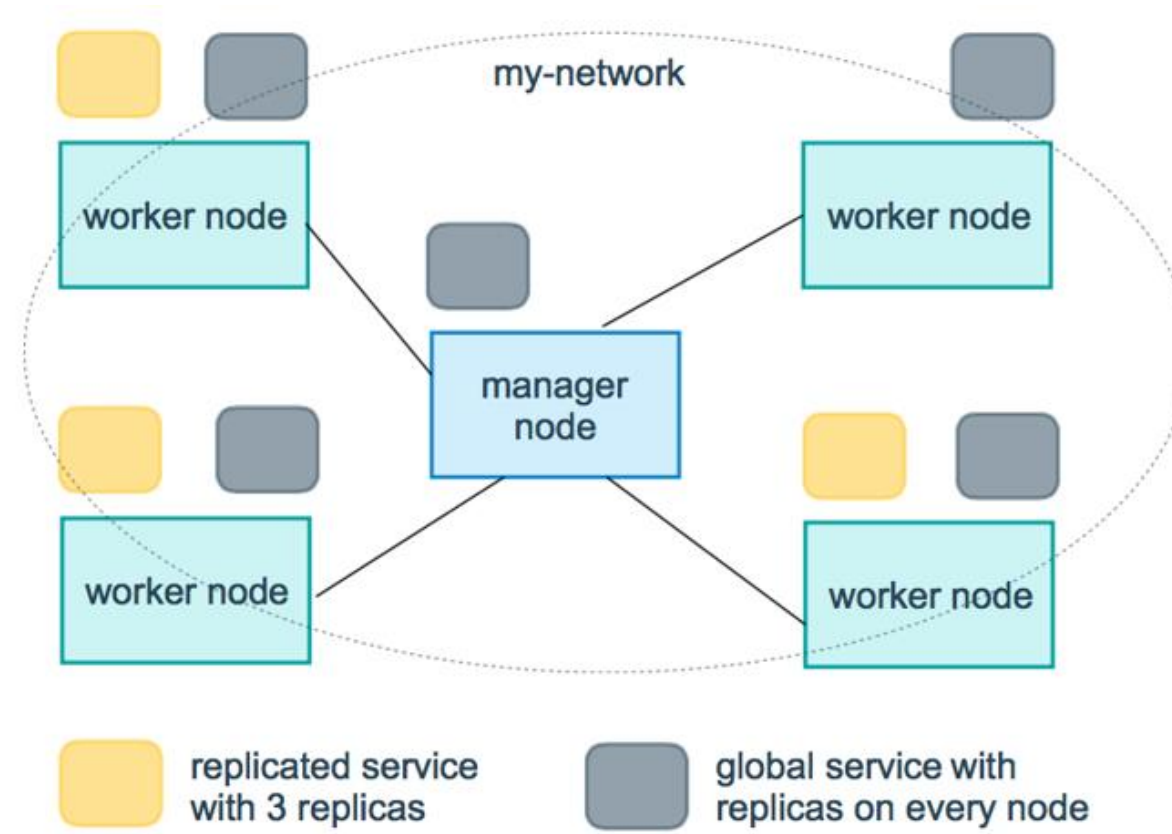 my-network
worker node
worker node
manager
node
worker node
worker node
replicated service
with 3 replicas
global service with
replicas on every node